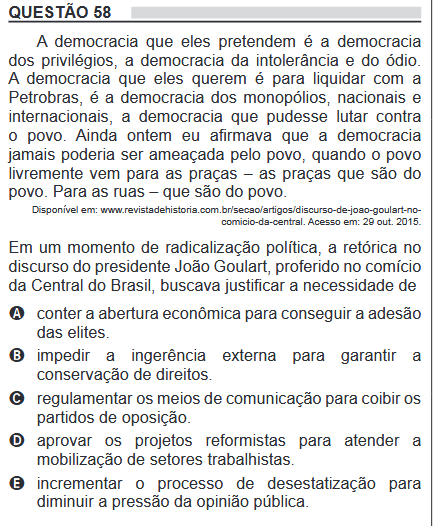 QUESTÃO 58
A democracia que eles pretendem é a democracia
dos privilégios, a democracia da intolerância e do ódio.
A democracia que eles querem é para liquidar com a
Petrobras, é a democracia dos monopólios, nacionais e
internacionais, a democracia que pudesse lutar contra
o povo. Ainda ontem eu afirmava que a democracia
jamais poderia ser ameaçada pelo povo, quando o povo
livremente vem para as praças – as praças que são do
povo. Para as ruas – que são do povo.
Disponível em: www.revistadehistoria.com.br/secao/artigos/discurso-de-joao-goulart-no-
comicio-da-central. Acesso em: 29 out. 2015.
Em um momento de radicalização política, a retórica no
discurso do presidente João Goulart, proferido no comício
da Central do Brasil, buscava justificar a necessidade de
A conter a abertura econômica para conseguir a adesão
das elites.
B impedir a ingerência externa para garantir a
conservação de direitos.
C regulamentar os meios de comunicação para coibir os
partidos de oposição.
D aprovar os projetos reformistas para atender a
mobilização de setores trabalhistas.
E incrementar o processo de desestatização para
diminuir a pressão da opinião pública.